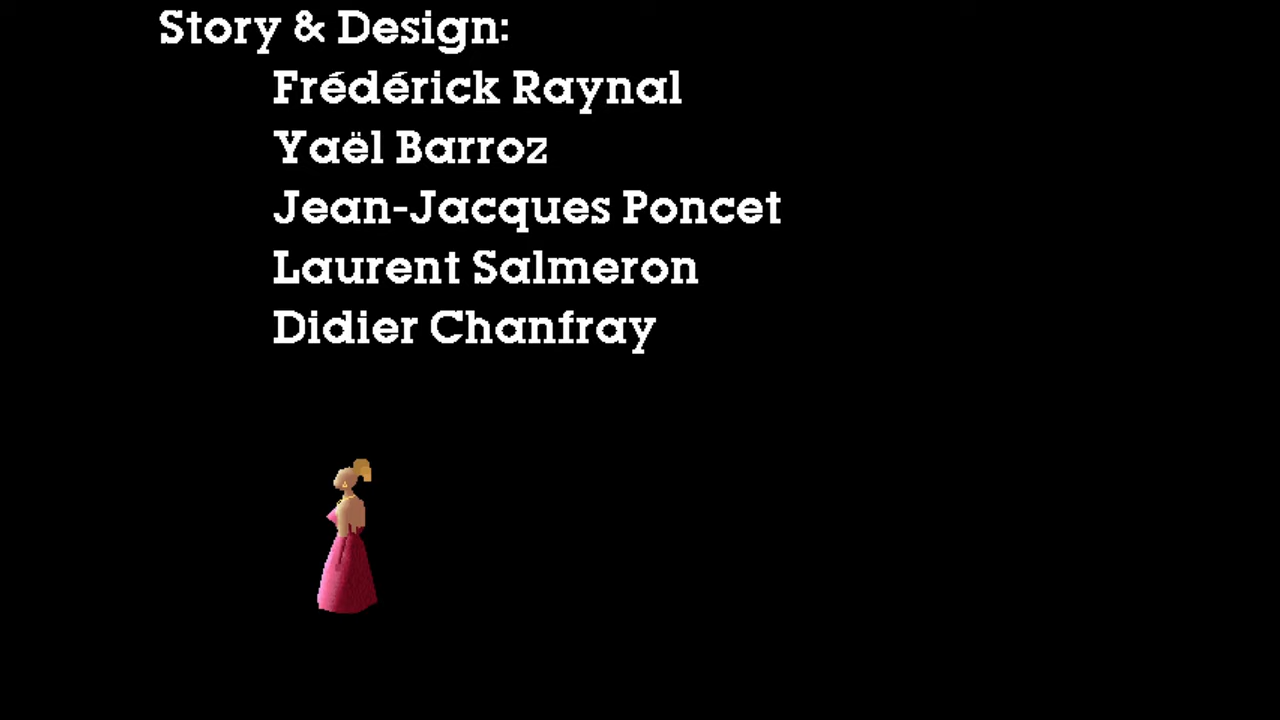 Story & Design:
Frédérick Raynal
Yaël Barroz
Jean-Jacques Poncet
Laurent Salmeron
Didier Chanfray